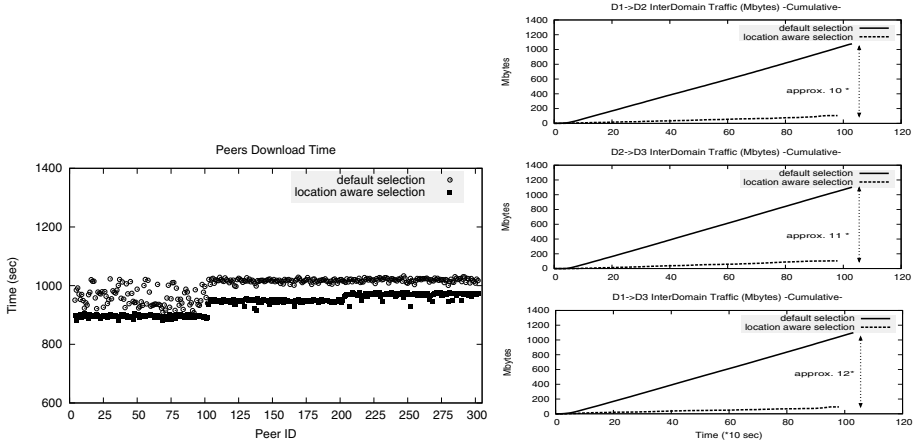 Peers Download Time
default selection
location aware selection
1400
1200
1000
800
600
Time (sec)
0 25 50 75 100 125 150 175 200 225 250 275 300
Peer ID
D1->D2 InterDomain Traffic (Mbytes) -Cumulative-
default selection
location aware selection
1400
1200
1000
800
600
400
200
0
Mbytes
approx. 10 *
0 20 40 60 80 100 120
D2->D3 InterDomain Traffic (Mbytes) -Cumulative-
default selection
location aware selection
1400
1200
1000
800
600
400
200
0
Mbytes
approx. 11 *
0 20 40 60 80 100 120
D1->D3 InterDomain Traffic (Mbytes) -Cumulative-
default selection
location aware selection
1400
1200
1000
800
600
400
200
0
Mbytes
approx. 12*
0 20 40 60 80 100 120
Time (*10 sec)